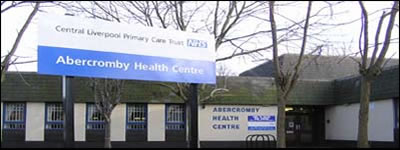 Central Liverpool Primary Care Trust NHS
Abercromby Health Centre
ABERCROMBY
HEALTH
CENTRE